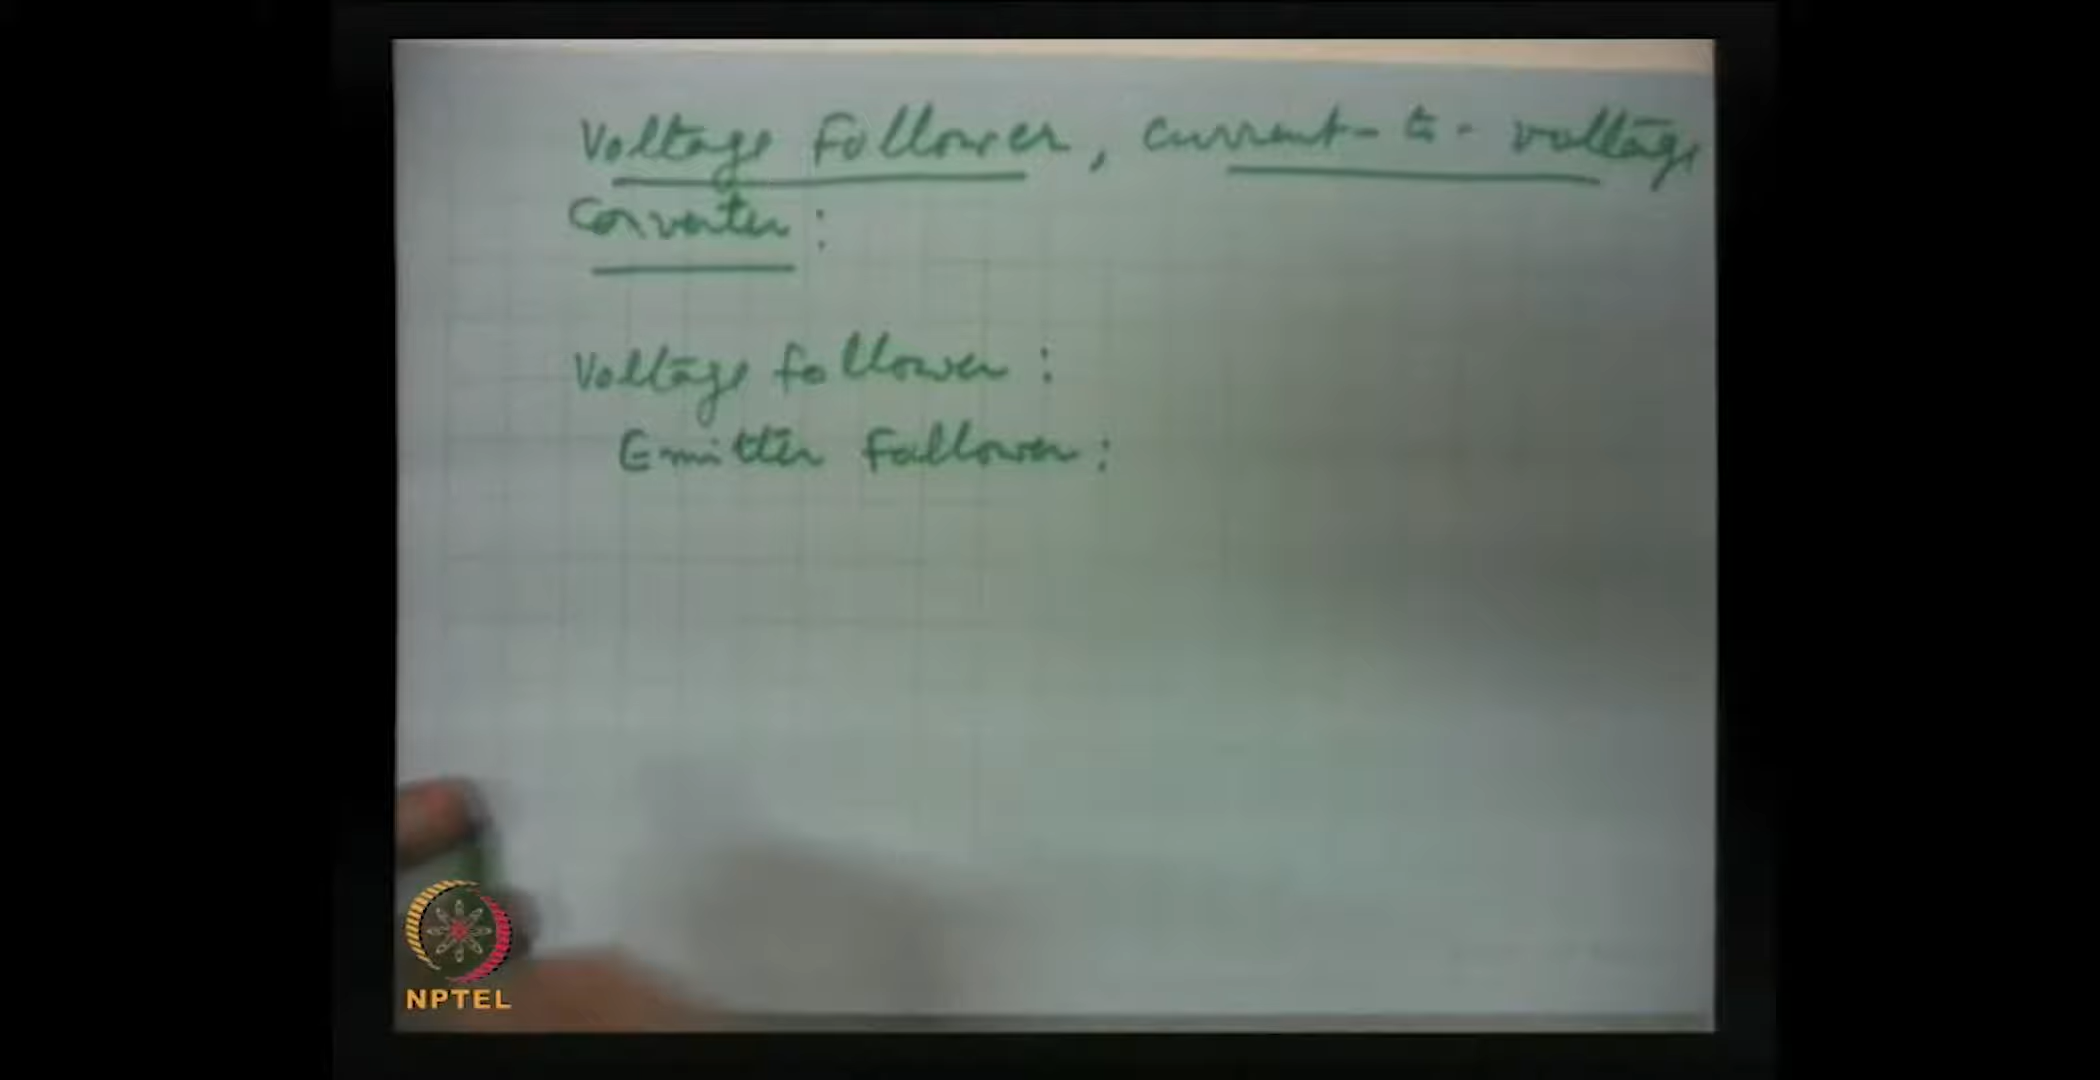 Voltage Follower, current-to-voltage
Converter:
Voltage follower:
Emitter Follower:
NPTEL